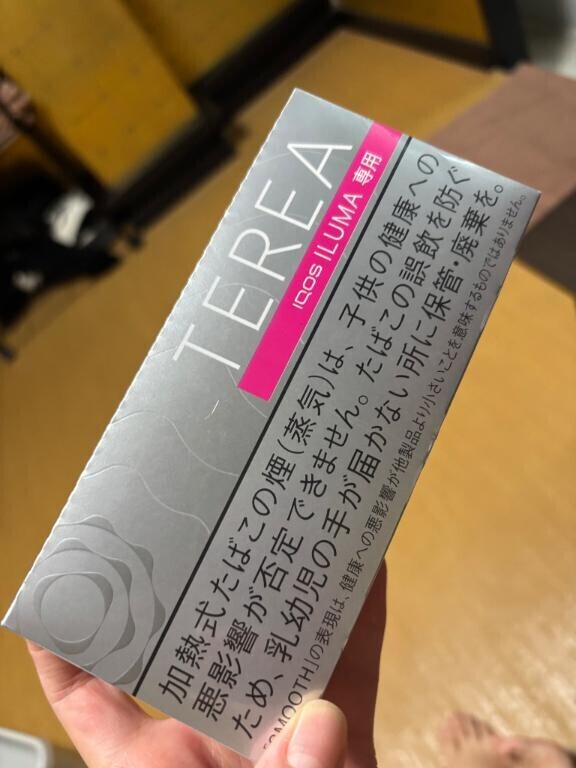 TEREA
IQOS ILUMA 専用
加熱式たばこの煙(蒸気)は、子供の健康への
悪影響が否定できません。たばこの誤飲を防ぐ
ため、乳幼児の手が届かない所に保管・廃棄を。
SMOOTH」の表現は、健康への悪影響が他製品より小さいことを意味するものではありません。